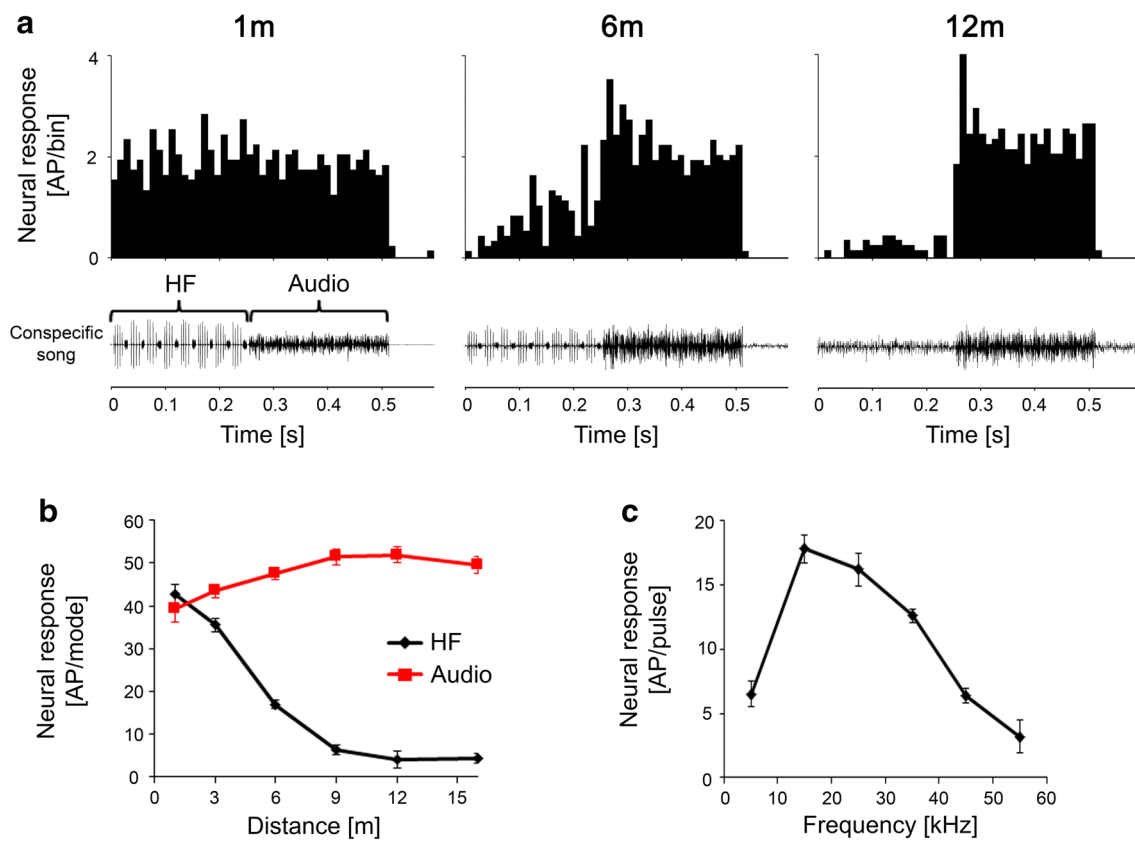 a
1m 6m 12m
Neural response
[AP/bin]
4
2
0
HF Audio
Conspecific
song
0 0.1 0.2 0.3 0.4 0.5 0 0.1 0.2 0.3 0.4 0.5 0 0.1 0.2 0.3 0.4 0.5
Time [s] Time [s] Time [s]
b
Neural response
[AP/mode]
60
50
40
30
20
10
0
HF
Audio
0 3 6 9 12 15
Distance [m]
c
Neural response
[AP/pulse]
20
15
10
5
0
0 10 20 30 40 50 60
Frequency [kHz]